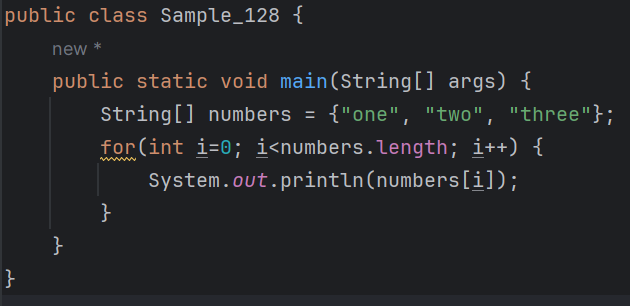 public class Sample_128 {
new *
public static void main(String[] args) {
String[] numbers = {"one", "two", "three"};
for(int i=0; i<numbers.length; i++) {
System.out.println(numbers[i]);
}
}
}